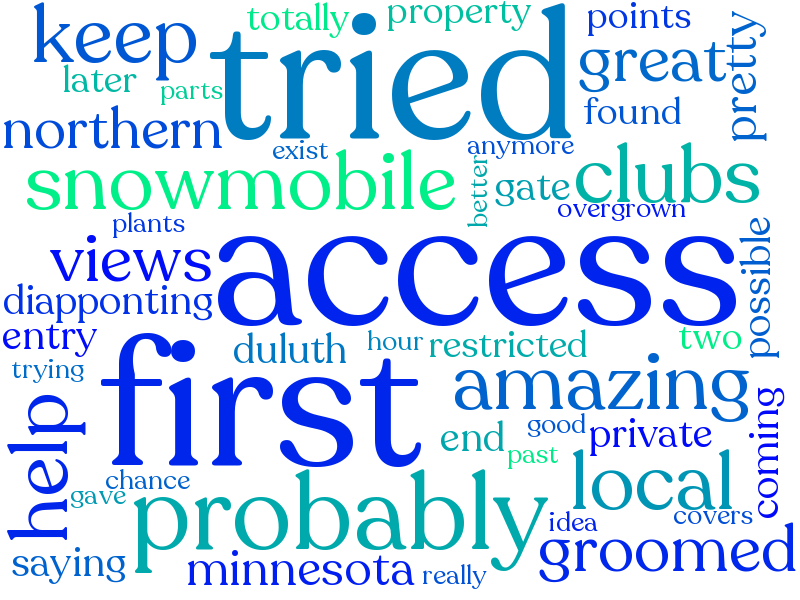 totally property points
keep tried great pretty
later parts found
northern exist anymore
snowmobile better gate clubs
plants overgrown
views access possible
diapponting
entry duluth hour restricted two
trying first amazing
help end good private coming
chance past
gave probably local
idea covers
saying minnesota really groomed